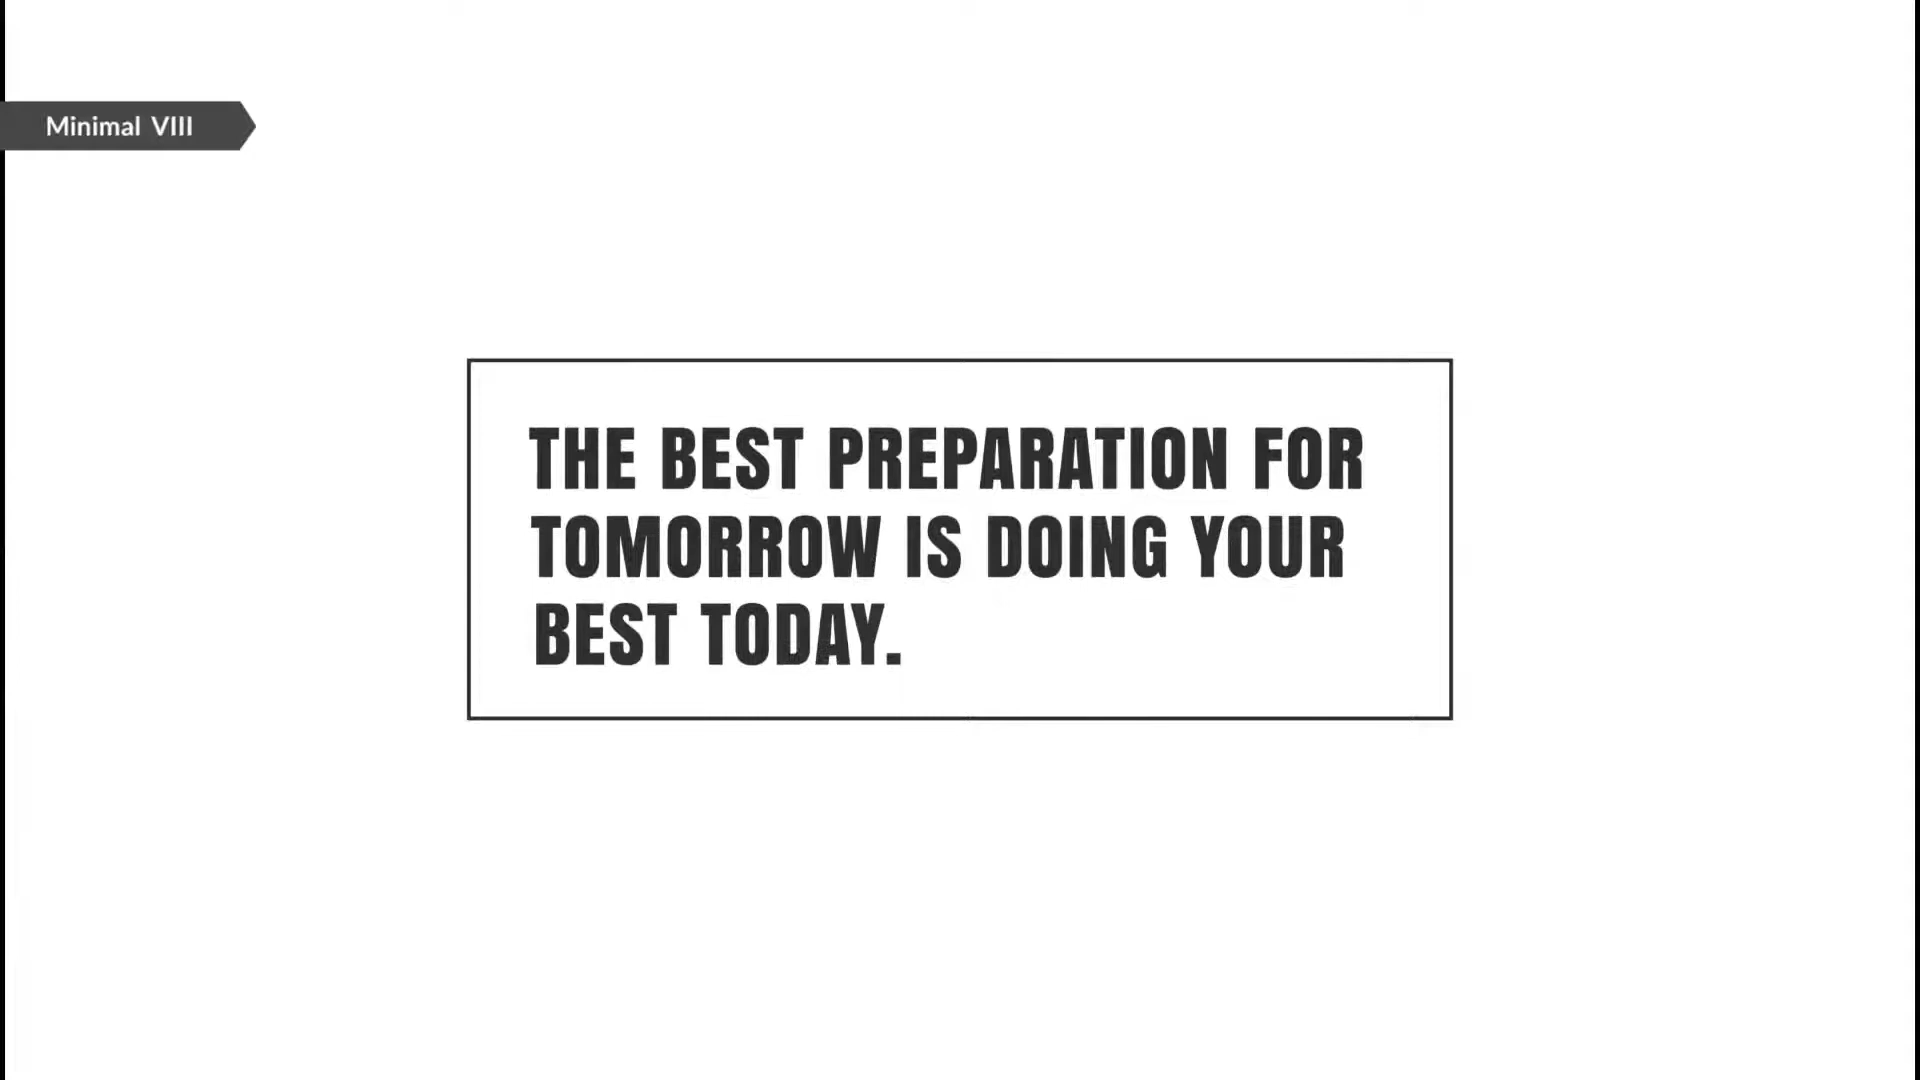 Minimal VIII
THE BEST PREPARATION FOR
TOMORROW IS DOING YOUR
BEST TODAY.